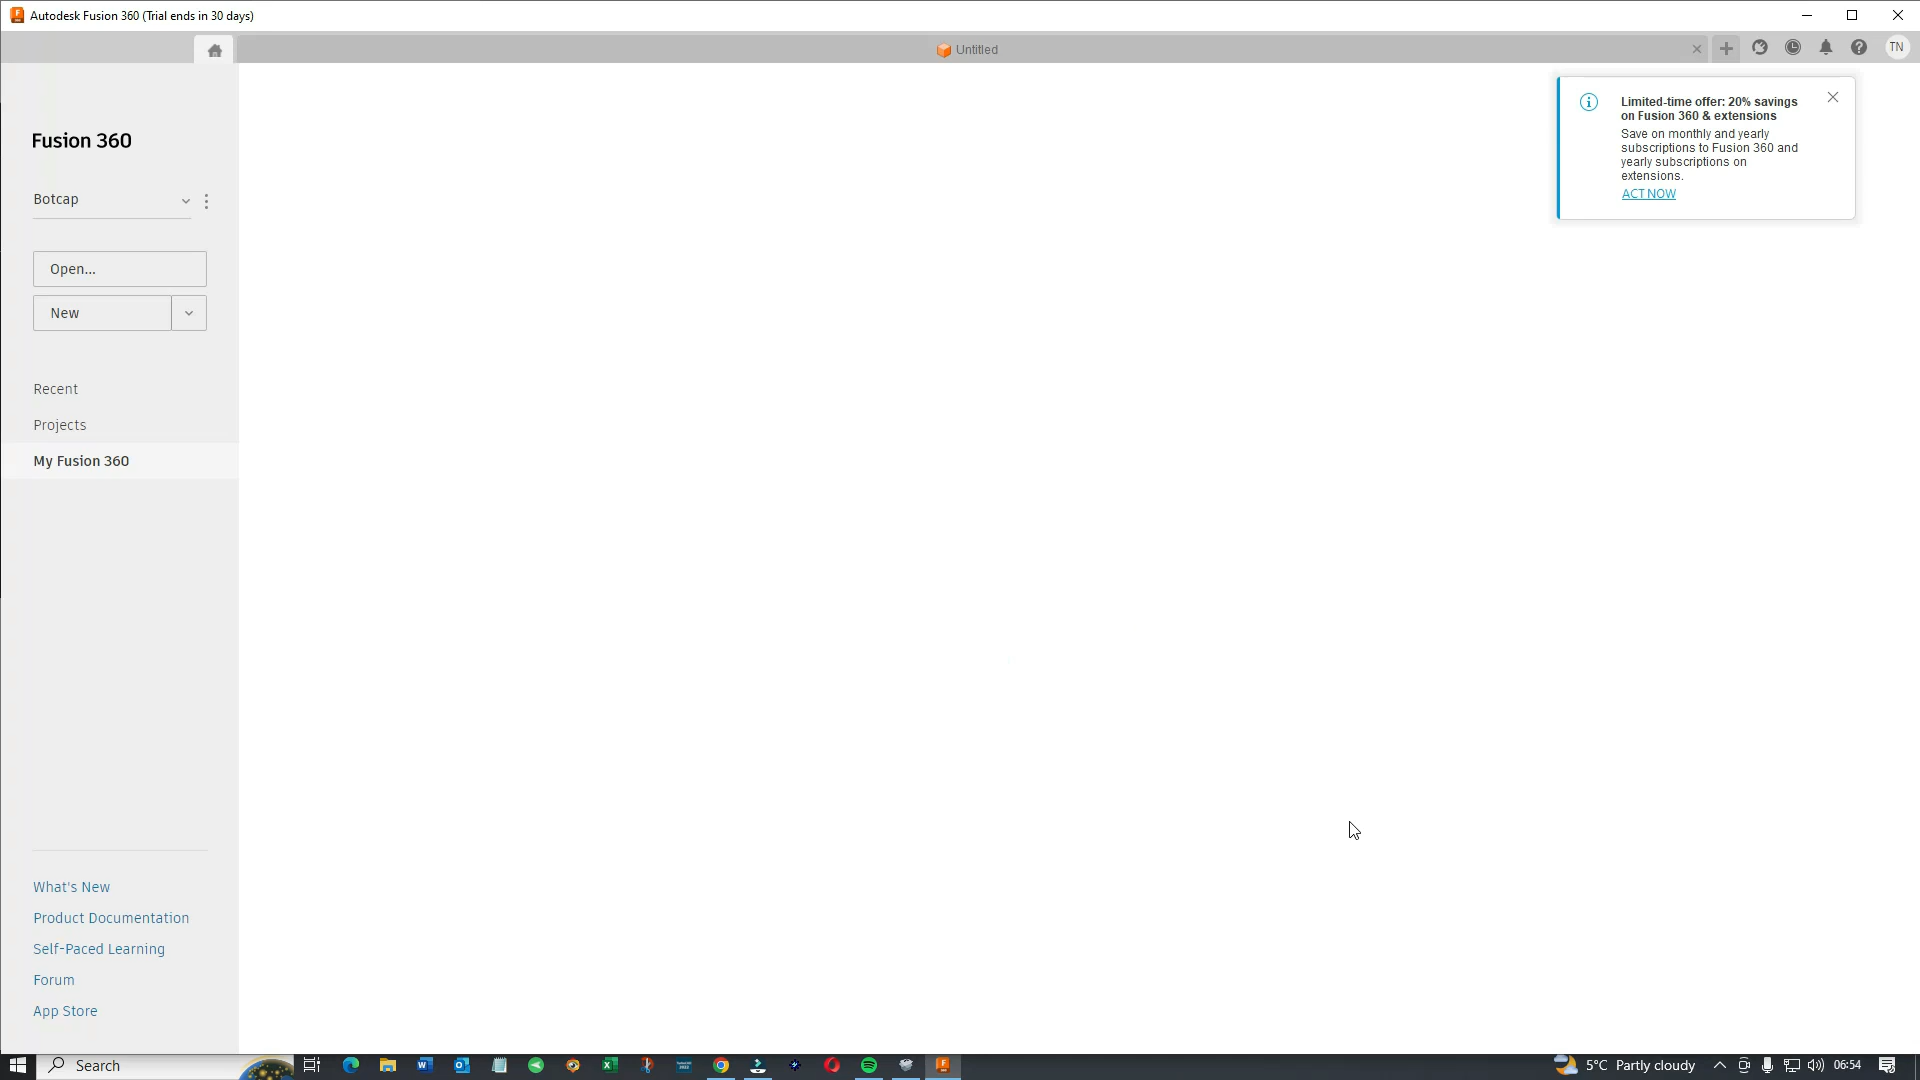 Autodesk Fusion 360 (Trial ends in 30 days)
Untitled
TN
Fusion 360
Botcap
Open...
New
Recent
Projects
My Fusion 360
Limited-time offer: 20% savings
on Fusion 360 & extensions
Save on monthly and yearly
subscriptions to Fusion 360 and
yearly subscriptions on
extensions.
ACT NOW
What's New
Product Documentation
Self-Paced Learning
Forum
App Store
Search
5°C Partly cloudy
06:54